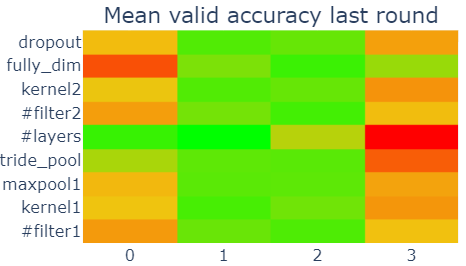 Mean valid accuracy last round
dropout
fully_dim
kernel2
#filter2
#layers
tride_pool
maxpool1
kernel1
#filter1
0 1 2 3